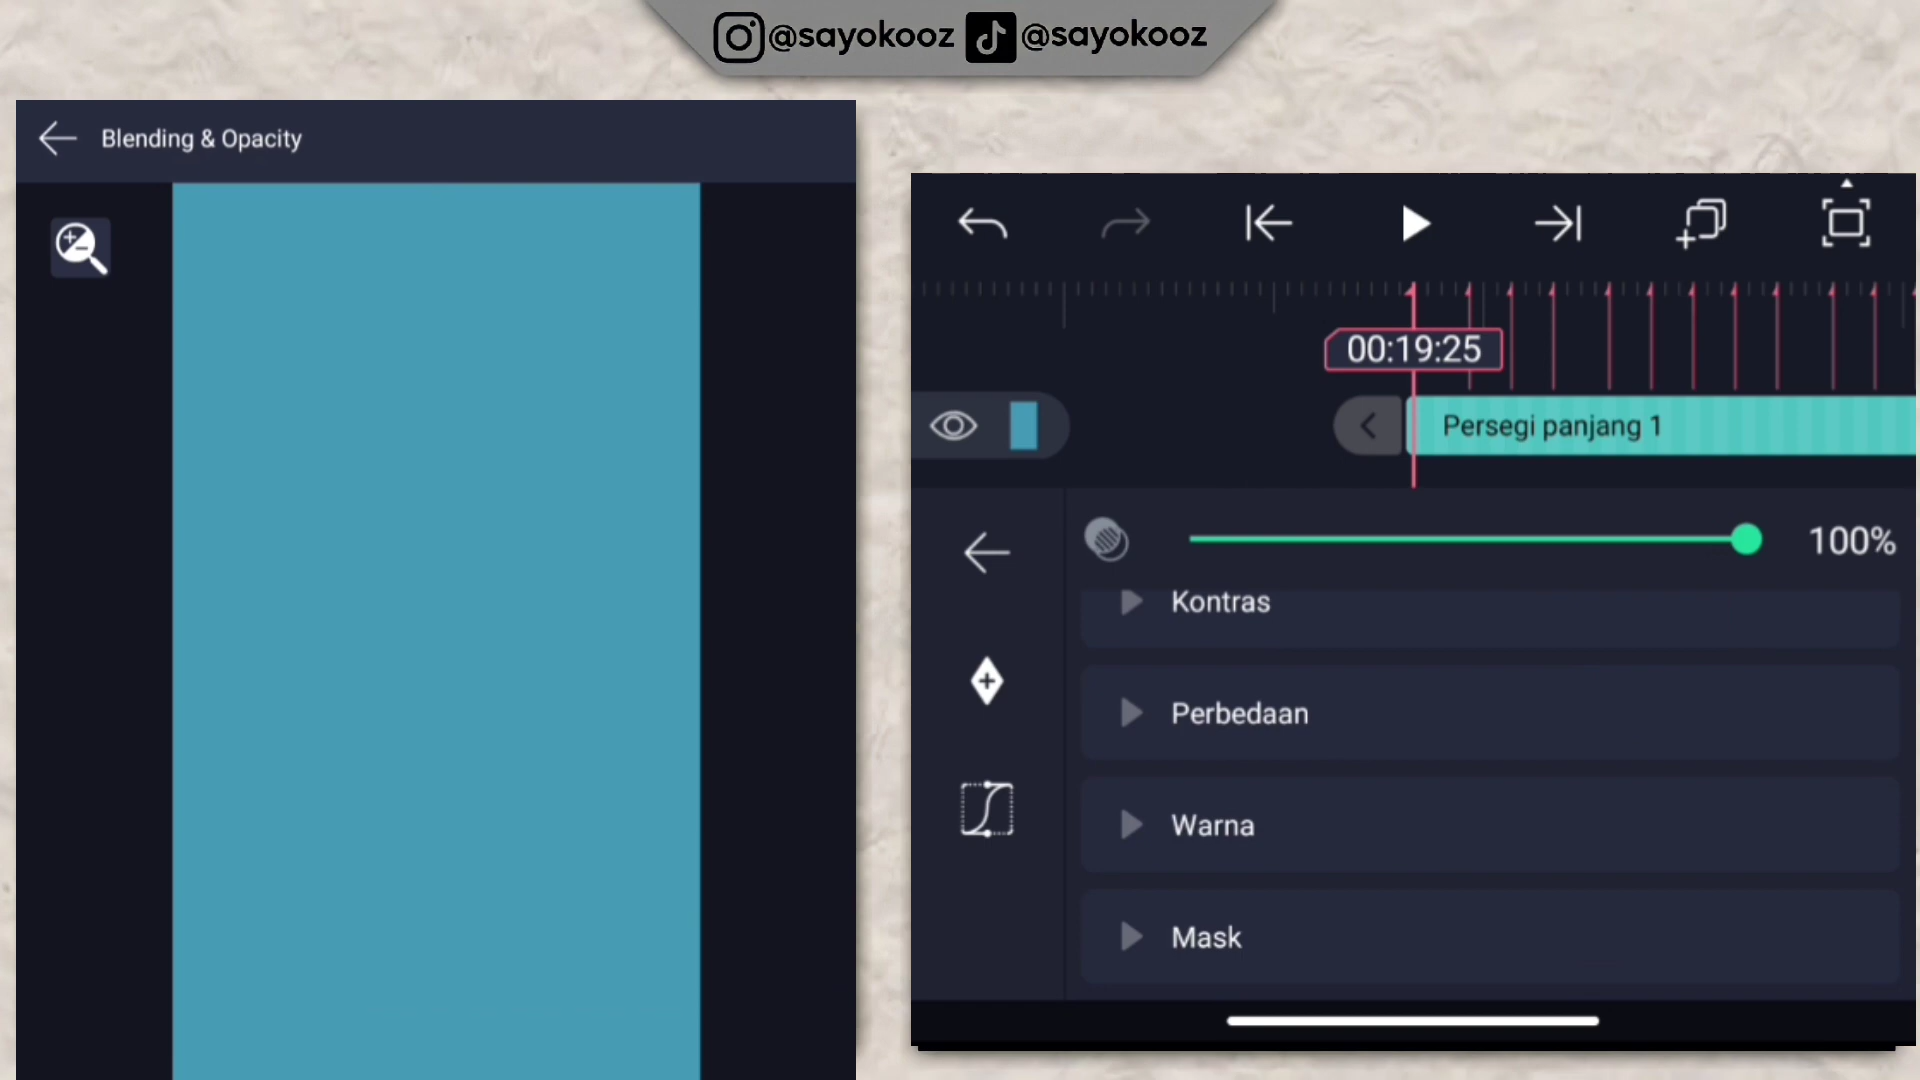 @sayokooz @sayokooz
Blending & Opacity
00:19:25
Persegi panjang 1
100%
Kontras
Perbedaan
Warna
Mask